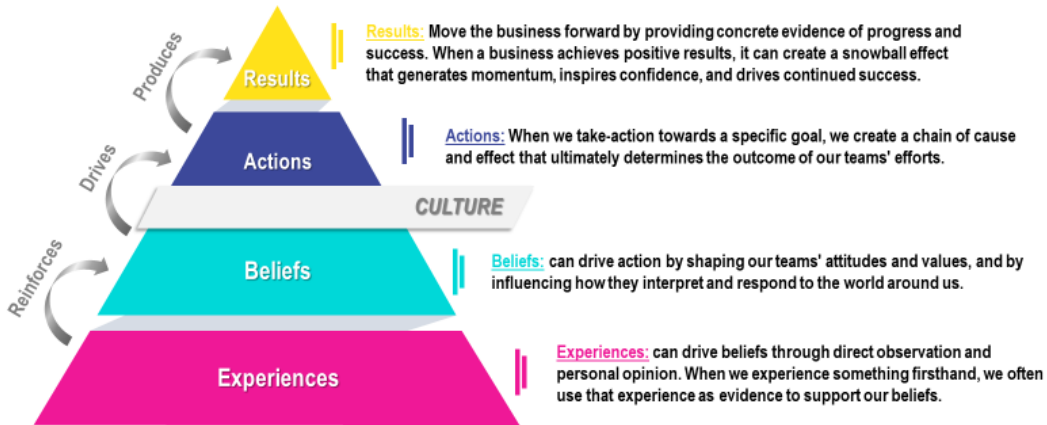 Results: Move the business forward by providing concrete evidence of progress and
success. When a business achieves positive results, it can create a snowball effect
that generates momentum, inspires confidence, and drives continued success.
Produces
Results
Actions: When we take-action towards a specific goal, we create a chain of cause
and effect that ultimately determines the outcome of our teams' efforts.
Drives
Actions
CULTURE
Beliefs: can drive action by shaping our teams' attitudes and values, and by
influencing how they interpret and respond to the world around us.
Reinforces
Beliefs
Experiences: can drive beliefs through direct observation and
personal opinion. When we experience something firsthand, we often
use that experience as evidence to support our beliefs.
Experiences